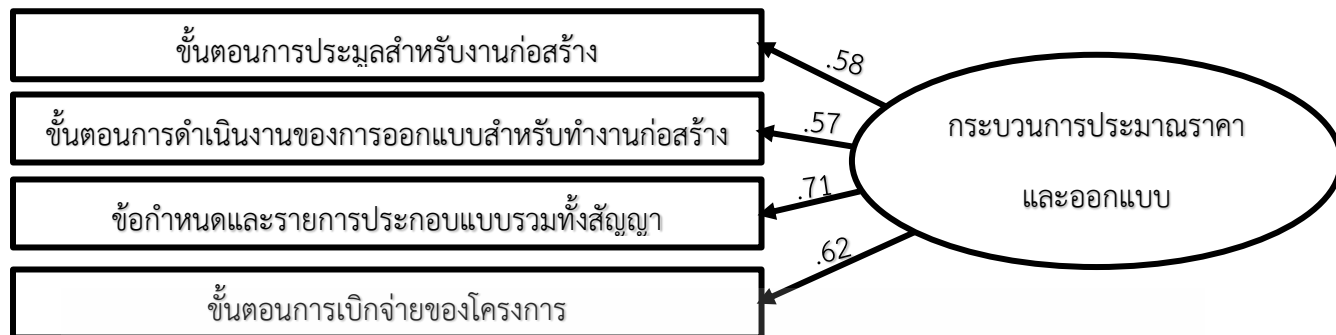 ขั้นตอนการประมูลสำหรับงานก่อสร้าง
.58
ขั้นตอนการดำเนินงานของการออกแบบสำหรับทำงานก่อสร้าง
.57
กระบวนการประมาณราคา
และออกแบบ
ข้อกำหนดและรายการประกอบแบบรวมทั้งสัญญา
.71
ขั้นตอนการเบิกจ่ายของโครงการ
.62